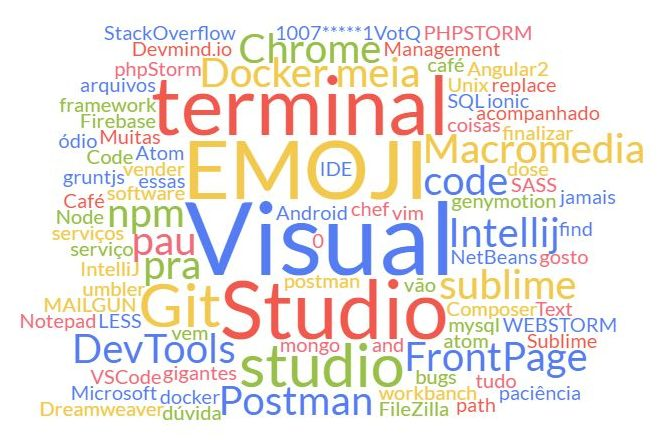 StackOverflow 1007*****1VotQ PHPSTORM
Devmind.io Chrome Management
phpStorm Docker meia café Angular2
arquivos terminal Unix replace
framework SQL ionic
Firebase acompanhado
ódio Muitas coisas finalizar
Code Atom EMOJI IDE Macromedia
vender dose
gruntjs essas code SASS
software genymotion jamais
Café npm Visual Android chef vim
Node Intellij find
serviços pau 0
serviço NetBeans gosto
IntelliJ pra
umbler postman vão sublime
MAILGUN Git Studio Composer Text
Notepad LESS mysql WEBSTORM
vem mongo and atom Sublime
DevTools studio FrontPage
VSCode gigantes bugs tudo
Microsoft docker Postman workbanch paciência
Dreamweaver dúvida FileZilla path